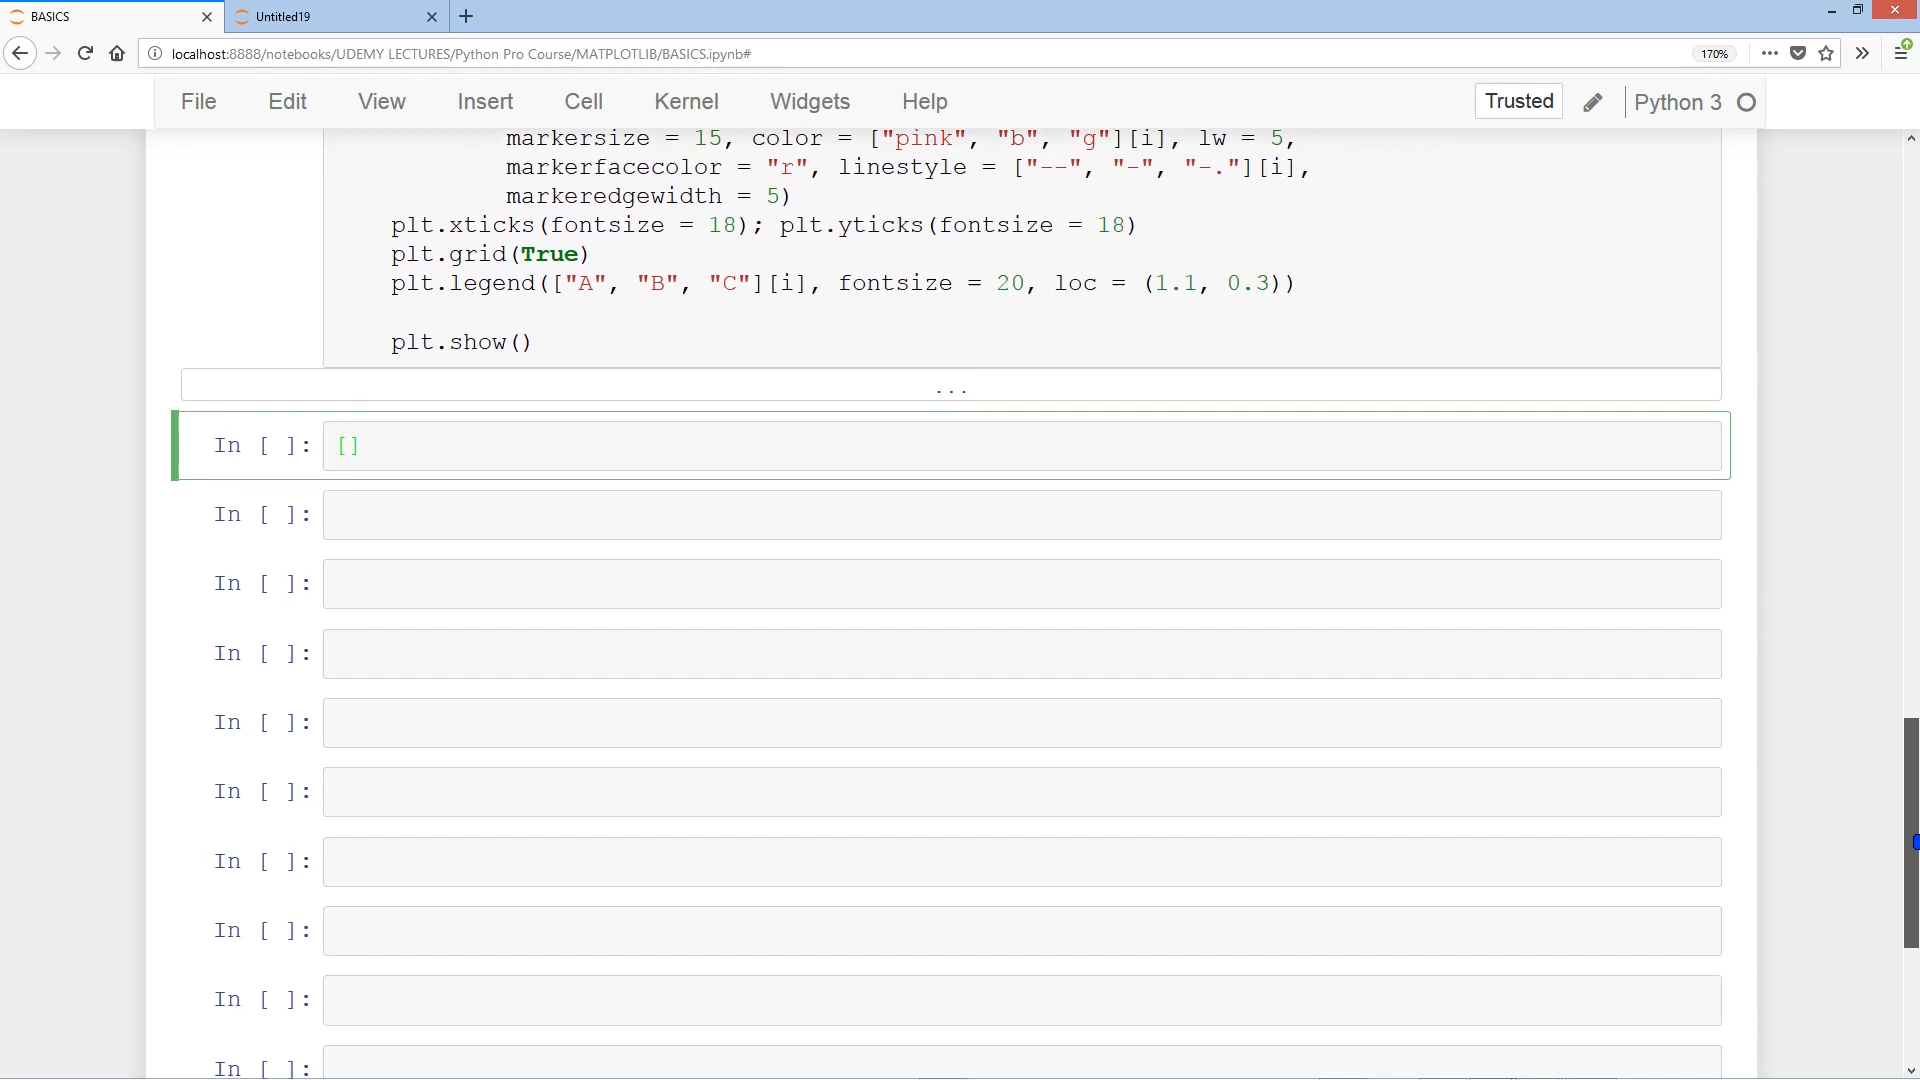 BASICS
Untitled19
localhost:8888/notebooks/UDEMY LECTURES/Python Pro Course/MATPLOTLIB/BASICS.ipynb#
170%
File Edit View Insert Cell Kernel Widgets Help
Trusted
Python 3
markersize = 15, color = ["pink", "b", "g"][i], lw = 5,
markerfacecolor = "r", linestyle = ["--", "-", "-."][i],
markeredgewidth = 5)
plt.xticks(fontsize = 18); plt.yticks(fontsize = 18)
plt.grid(True)
plt.legend(["A", "B", "C"][i], fontsize = 20, loc = (1.1, 0.3))
plt.show()
...
In [ ]: []
In [ ]:
In [ ]:
In [ ]:
In [ ]:
In [ ]:
In [ ]:
In [ ]:
In [ ]:
In [ ]: